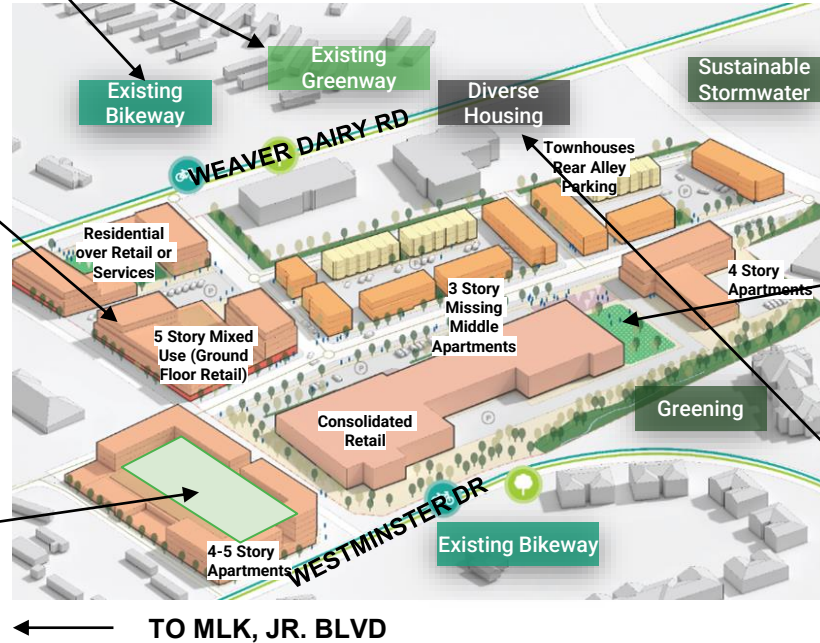 Existing
Bikeway
Existing
Greenway
Diverse
Housing
Sustainable
Stormwater
WEAVER DAIRY RD
Townhouses
Rear Alley
Parking
Residential
over Retail or
Services
3 Story
Missing
Middle
Apartments
4 Story
Apartments
5 Story Mixed
Use (Ground
Floor Retail)
Consolidated
Retail
Greening
4-5 Story
Apartments
WESTMINSTER DR
Existing Bikeway
TO MLK, JR. BLVD